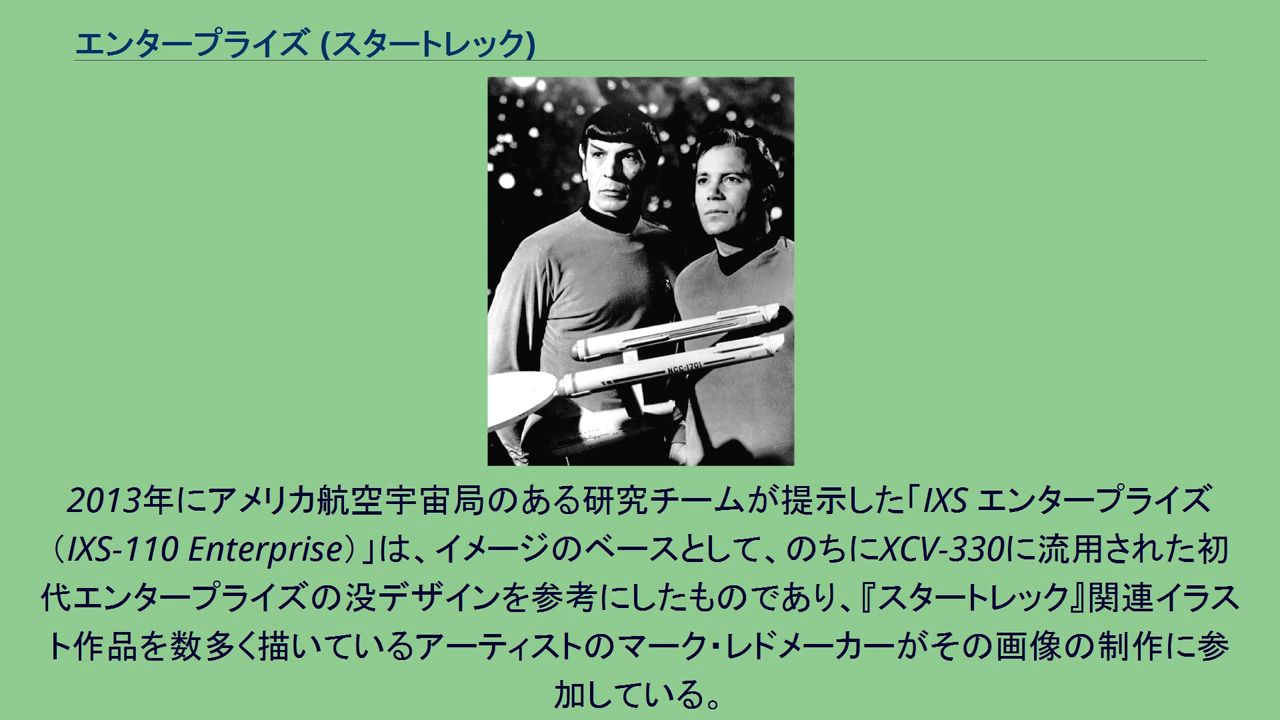 エンタープライズ (スタートレック)
NCC-1701
2013年にアメリカ航空宇宙局のある研究チームが提示した「IXS エンタープライズ
（IXS-110 Enterprise）」は、イメージのベースとして、のちにXCV-330に流用された初
代エンタープライズの没デザインを参考にしたものであり、『スタートレック』関連イラス
ト作品を数多く描いているアーティストのマーク・レドメーカーがその画像の制作に参
加している。